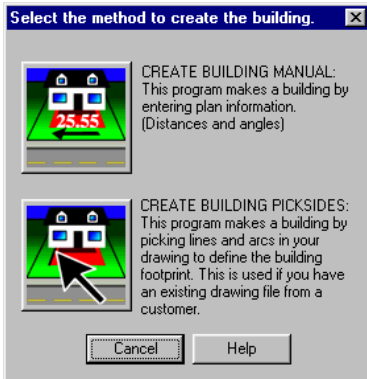 Select the method to create the building.
CREATE BUILDING MANUAL:
This program makes a building by
entering plan information.
(Distances and angles)
25.55
CREATE BUILDING PICKSIDES:
This program makes a building by
picking lines and arcs in your
drawing to define the building
footprint. This is used if you have
an existing drawing file from a
customer.
Cancel
Help